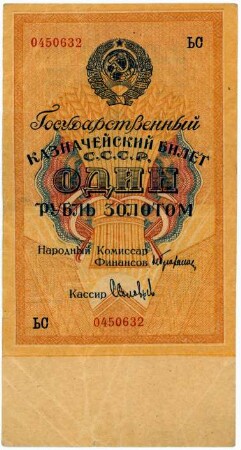 0450632 ЬС
Государственный
КАЗНАЧЕЙСКИЙ БИЛЕТ
С.С.С.Р.
ОДИН
РУБЛЬ ЗОЛОТОМ
Народный Комиссар
Финансов
Кассир
ЬС 0450632